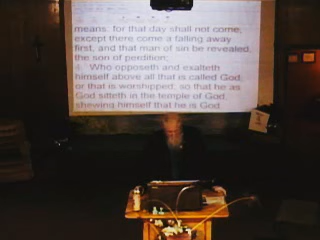 means: for that day shall not come,
except there come a falling away
first, and that man of sin be revealed,
the son of perdition;
4 Who opposeth and exalteth
himself above all that is called God,
or that is worshipped; so that he as
God sitteth in the temple of God,
shewing himself that he is God.